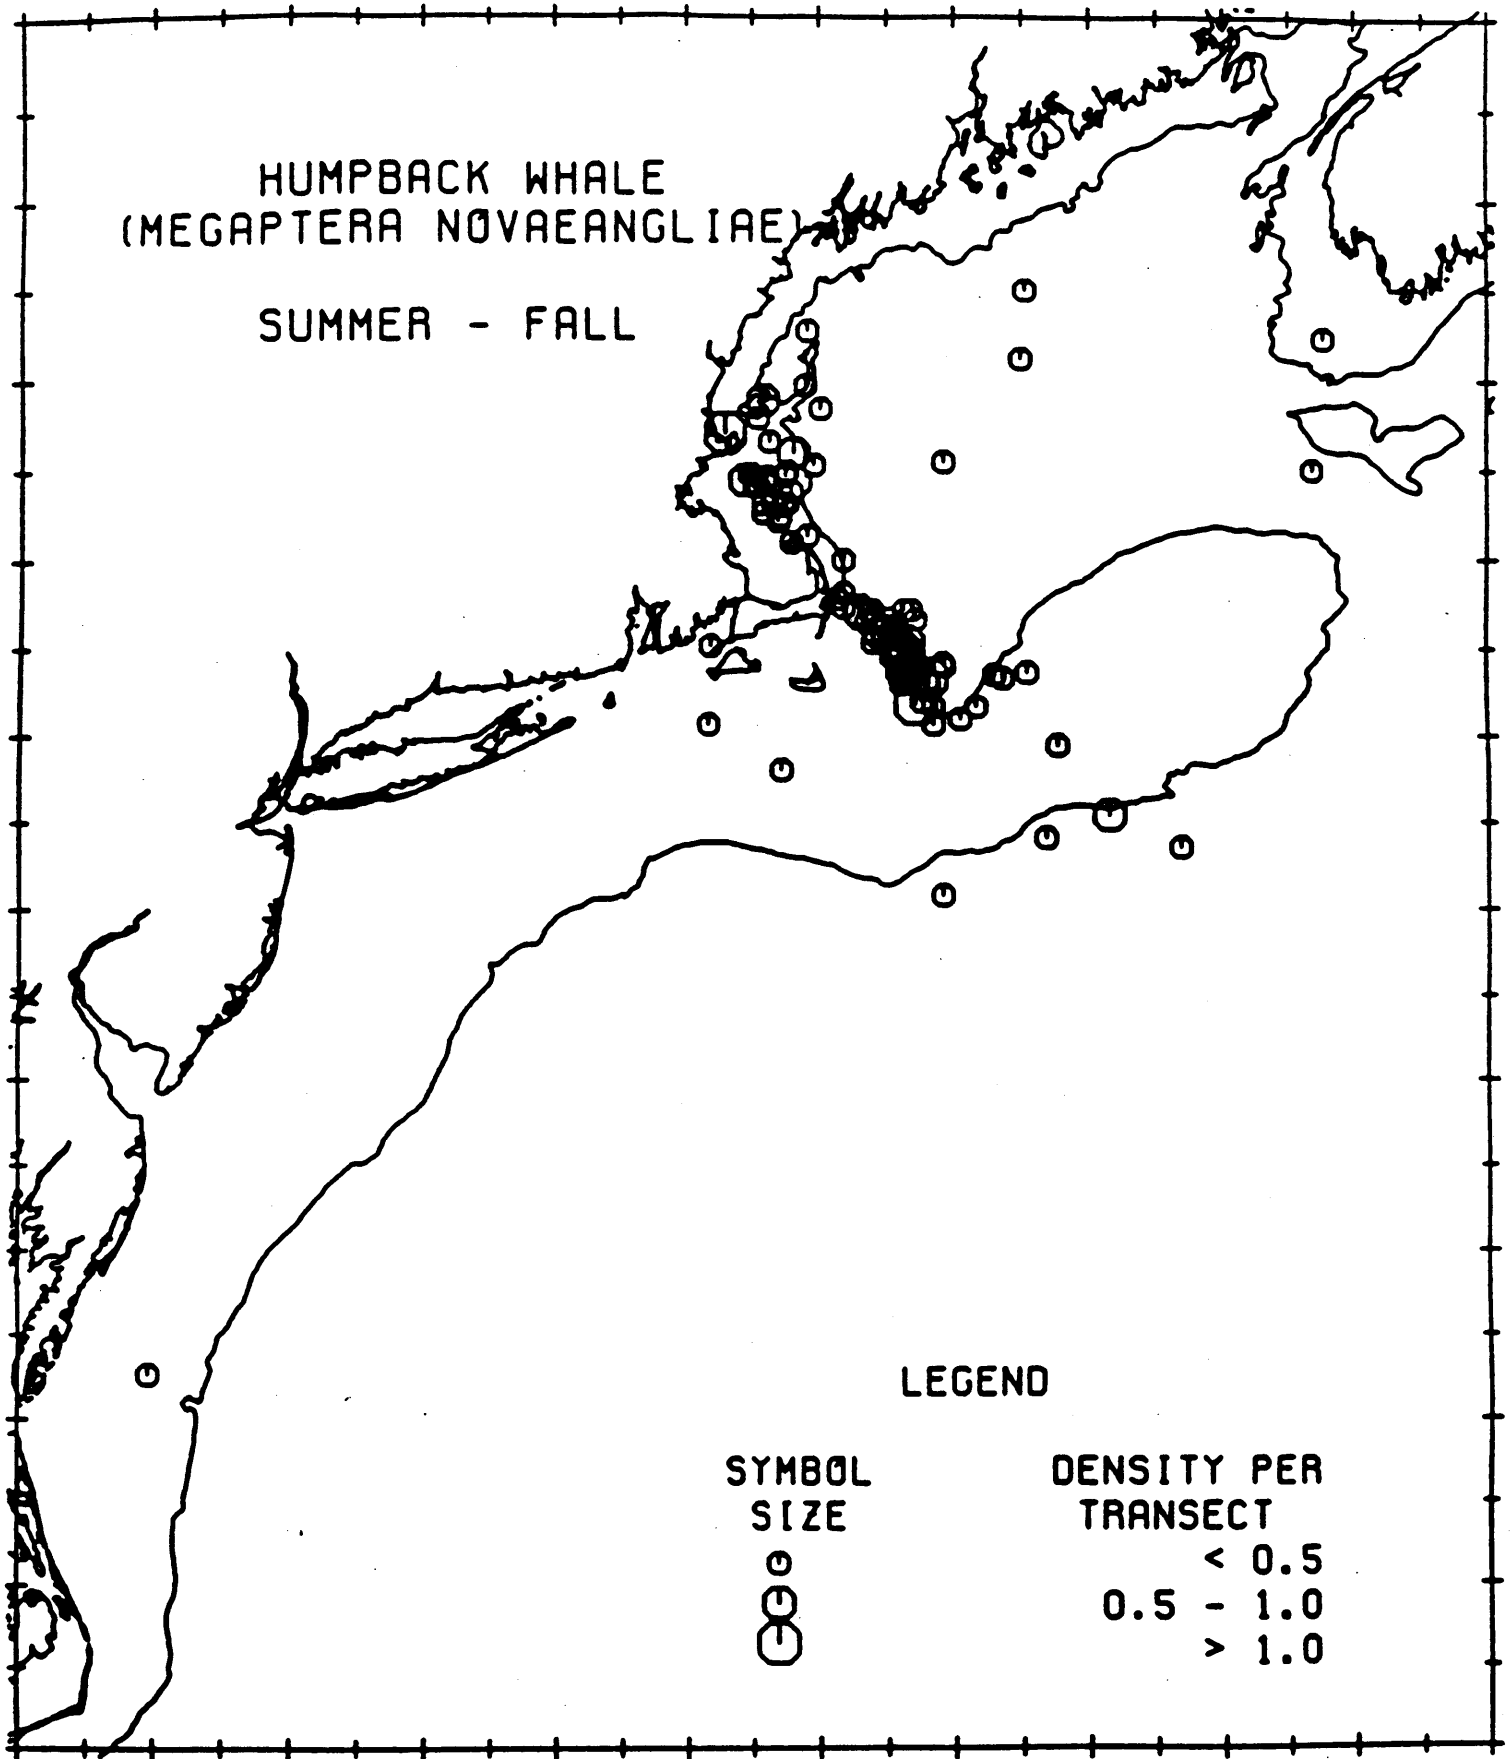 HUMPBACK WHALE
(MEGAPTERA NOVAEANGLIAE)
SUMMER - FALL
LEGEND
SYMBOL SIZE
DENSITY PER TRANSECT
< 0.5
0.5 - 1.0
> 1.0